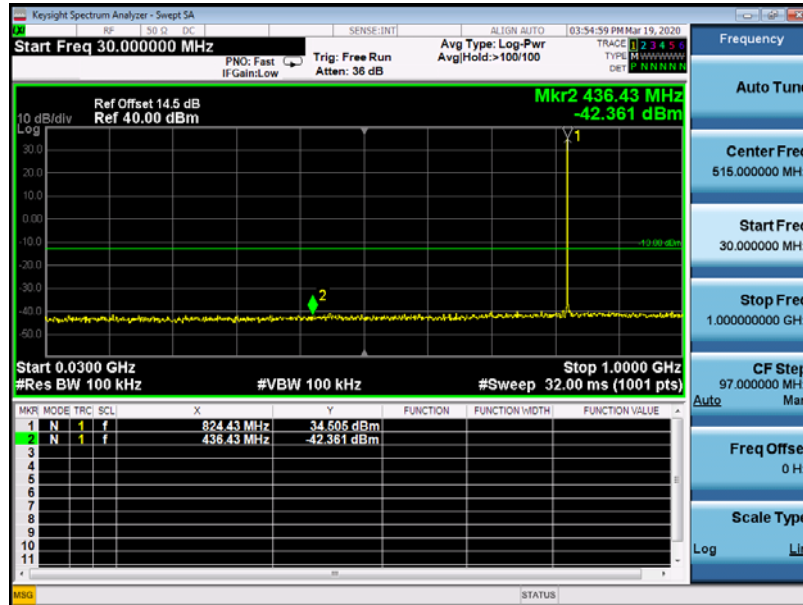 Keysight Spectrum Analyzer - Swept SA
RF 50 Ω DC SENSE:INT ALIGN AUTO 03:54:59 PM Mar 19, 2020
Start Freq 30.000000 MHz
PNO: Fast
IFGain:Low
Trig: Free Run
Atten: 36 dB
Avg Type: Log-Pwr
Avg|Hold:>100/100
TRACE 1 2 3 4 5 6
TYPE M W W W W W
DET P N N N N N
Ref Offset 14.5 dB
Ref 40.00 dBm
10 dB/div
Log
Mkr2 436.43 MHz
-42.361 dBm
30.0
20.0
10.0
0.00
-10.0
-20.0
-30.0
-40.0
-50.0
1
2
Start 0.0300 GHz
Stop 1.0000 GHz
#Res BW 100 kHz
#VBW 100 kHz
#Sweep 32.00 ms (1001 pts)
MKR MODE TRC SCL X Y FUNCTION FUNCTION WIDTH FUNCTION VALUE
1 N 1 f 824.43 MHz 34.505 dBm
2 N 1 f 436.43 MHz -42.361 dBm
3
4
5
6
7
8
9
10
11
MSG
STATUS
Frequency
Auto Tune
Center Freq
515.000000 MHz
Start Freq
30.000000 MHz
Stop Freq
1.000000000 GHz
CF Step
97.000000 MHz
Auto Man
Freq Offset
0 Hz
Scale Type
Log Lin